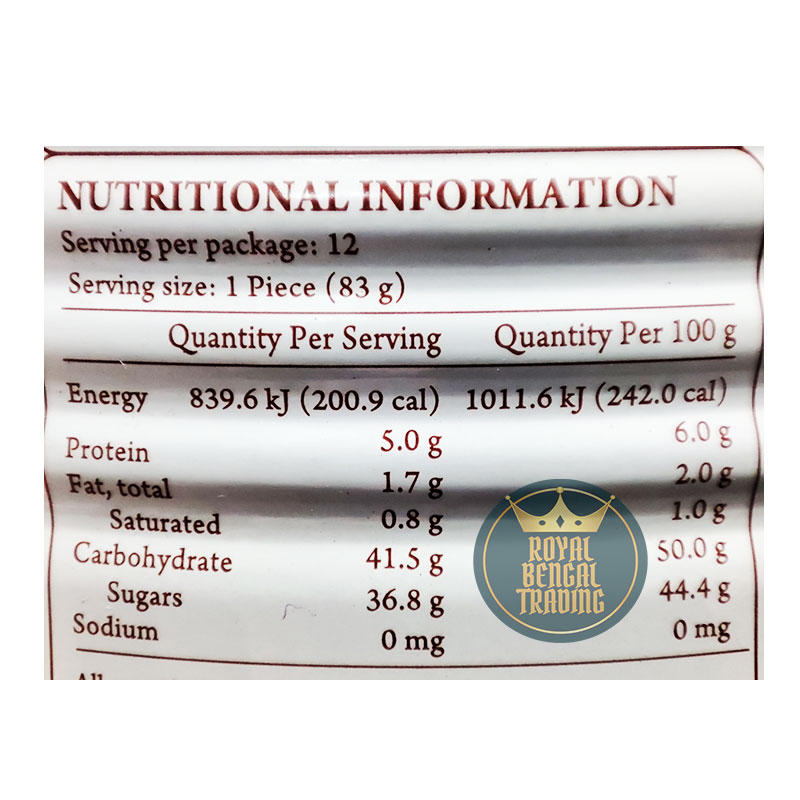 NUTRITIONAL INFORMATION
Serving per package: 12
Serving size: 1 Piece (83 g)
Quantity Per Serving Quantity Per 100 g
Energy 839.6 kJ (200.9 cal) 1011.6 kJ (242.0 cal)
Protein 5.0 g 6.0 g
Fat, total 1.7 g 2.0 g
Saturated 0.8 g 1.0 g
Carbohydrate 41.5 g 50.0 g
Sugars 36.8 g 44.4 g
Sodium 0 mg 0 mg
ROYAL
BENGAL
TRADING